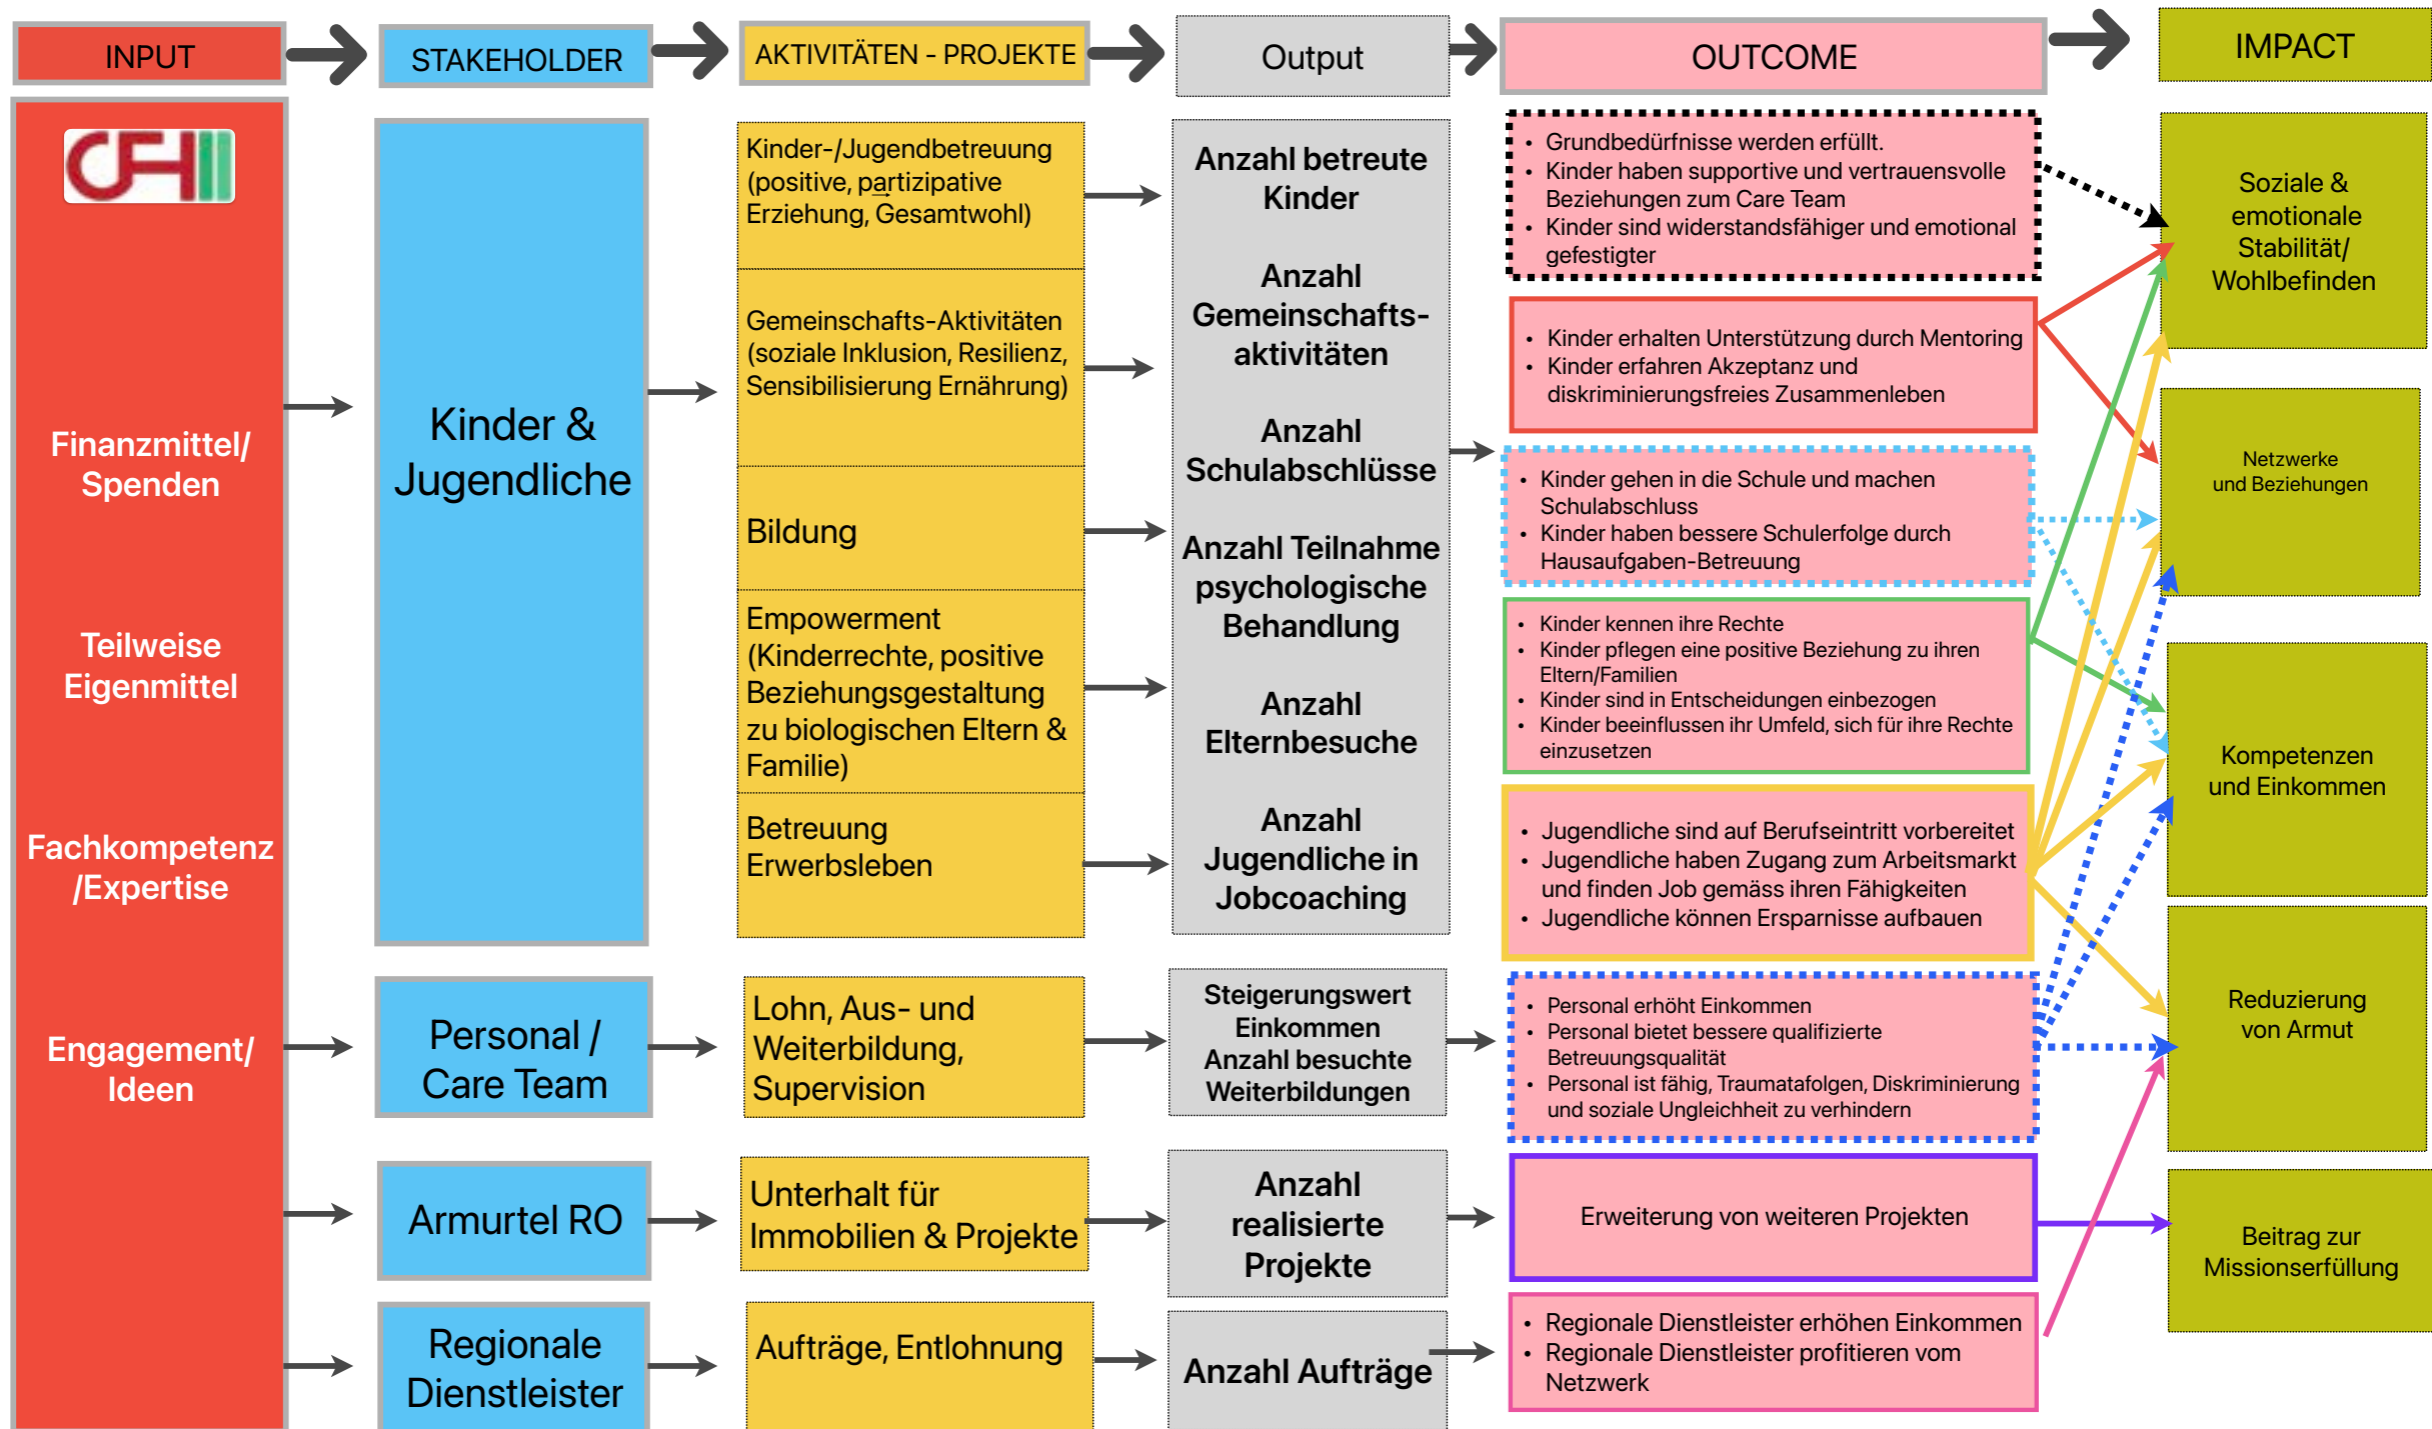 INPUT
STAKEHOLDER
AKTIVITÄTEN - PROJEKTE
Output
OUTCOME
IMPACT
CFH
Finanzmittel/
Spenden
Teilweise
Eigenmittel
Fachkompetenz
/Expertise
Engagement/
Ideen
Kinder &
Jugendliche
Personal /
Care Team
Armurtel RO
Regionale
Dienstleister
Kinder-/Jugendbetreuung
(positive, partizipative
Erziehung, Gesamtwohl)
Gemeinschafts-Aktivitäten
(soziale Inklusion, Resilienz,
Sensibilisierung Ernährung)
Bildung
Empowerment
(Kinderrechte, positive
Beziehungsgestaltung
zu biologischen Eltern &
Familie)
Betreuung
Erwerbsleben
Lohn, Aus- und
Weiterbildung,
Supervision
Unterhalt für
Immobilien & Projekte
Aufträge, Entlohnung
Anzahl betreute
Kinder
Anzahl
Gemeinschafts-
aktivitäten
Anzahl
Schulabschlüsse
Anzahl Teilnahme
psychologische
Behandlung
Anzahl
Elternbesuche
Anzahl
Jugendliche in
Jobcoaching
Steigerungswert
Einkommen
Anzahl besuchte
Weiterbildungen
Anzahl
realisierte
Projekte
Anzahl Aufträge
• Grundbedürfnisse werden erfüllt.
• Kinder haben supportive und vertrauensvolle
Beziehungen zum Care Team
• Kinder sind widerstandsfähiger und emotional
gefestigter
• Kinder erhalten Unterstützung durch Mentoring
• Kinder erfahren Akzeptanz und
diskriminierungsfreies Zusammenleben
• Kinder gehen in die Schule und machen
Schulabschluss
• Kinder haben bessere Schulerfolge durch
Hausaufgaben-Betreuung
• Kinder kennen ihre Rechte
• Kinder pflegen eine positive Beziehung zu ihren
Eltern/Familien
• Kinder sind in Entscheidungen einbezogen
• Kinder beeinflussen ihr Umfeld, sich für ihre Rechte
einzusetzen
• Jugendliche sind auf Berufseintritt vorbereitet
• Jugendliche haben Zugang zum Arbeitsmarkt
und finden Job gemäss ihren Fähigkeiten
• Jugendliche können Ersparnisse aufbauen
• Personal erhöht Einkommen
• Personal bietet bessere qualifizierte
Betreuungsqualität
• Personal ist fähig, Traumatafolgen, Diskriminierung
und soziale Ungleichheit zu verhindern
Erweiterung von weiteren Projekten
• Regionale Dienstleister erhöhen Einkommen
• Regionale Dienstleister profitieren vom
Netzwerk
Soziale &
emotionale
Stabilität/
Wohlbefinden
Netzwerke
und Beziehungen
Kompetenzen
und Einkommen
Reduzierung
von Armut
Beitrag zur
Missionserfüllung